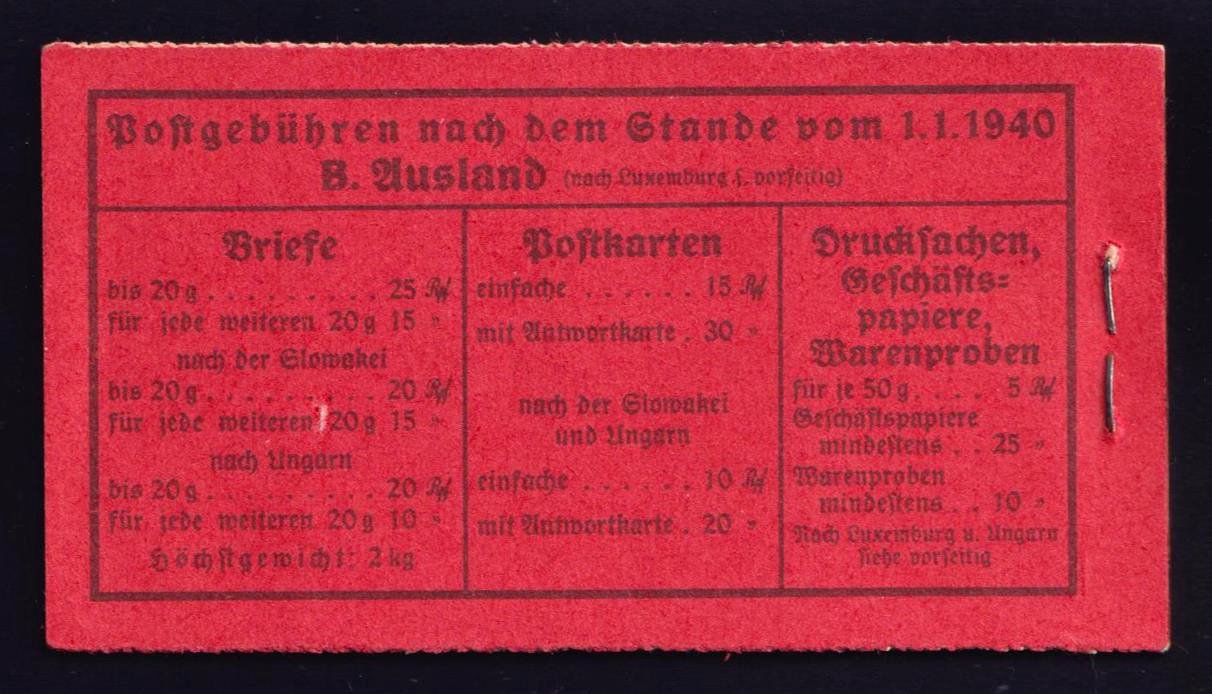 Postgebühren nach dem Stande vom 1.1.1940
B. Ausland (nach Luxemburg s. vorseitig)
Briefe
bis 20 g . . . . . . . . . 25 Rpf
für jede weiteren 20 g 15 "
nach der Slowakei
bis 20 g . . . . . . . . . 20 Rpf
für jede weiteren 20 g 15 "
nach Ungarn
bis 20 g . . . . . . . . . 20 Rpf
für jede weiteren 20 g 10 "
Höchstgewicht: 2 kg
Postkarten
einfache . . . . . . 15 Rpf
mit Antwortkarte . 30 "
nach der Slowakei
und Ungarn
einfache . . . . . . 10 Rpf
mit Antwortkarte . 20 "
Drucksachen,
Geschäfts-
papiere,
Warenproben
für je 50 g . . . . 5 Rpf
Geschäftspapiere
mindestens . . 25 "
Warenproben
mindestens . . 10 "
Nach Luxemburg u. Ungarn
siehe vorseitig